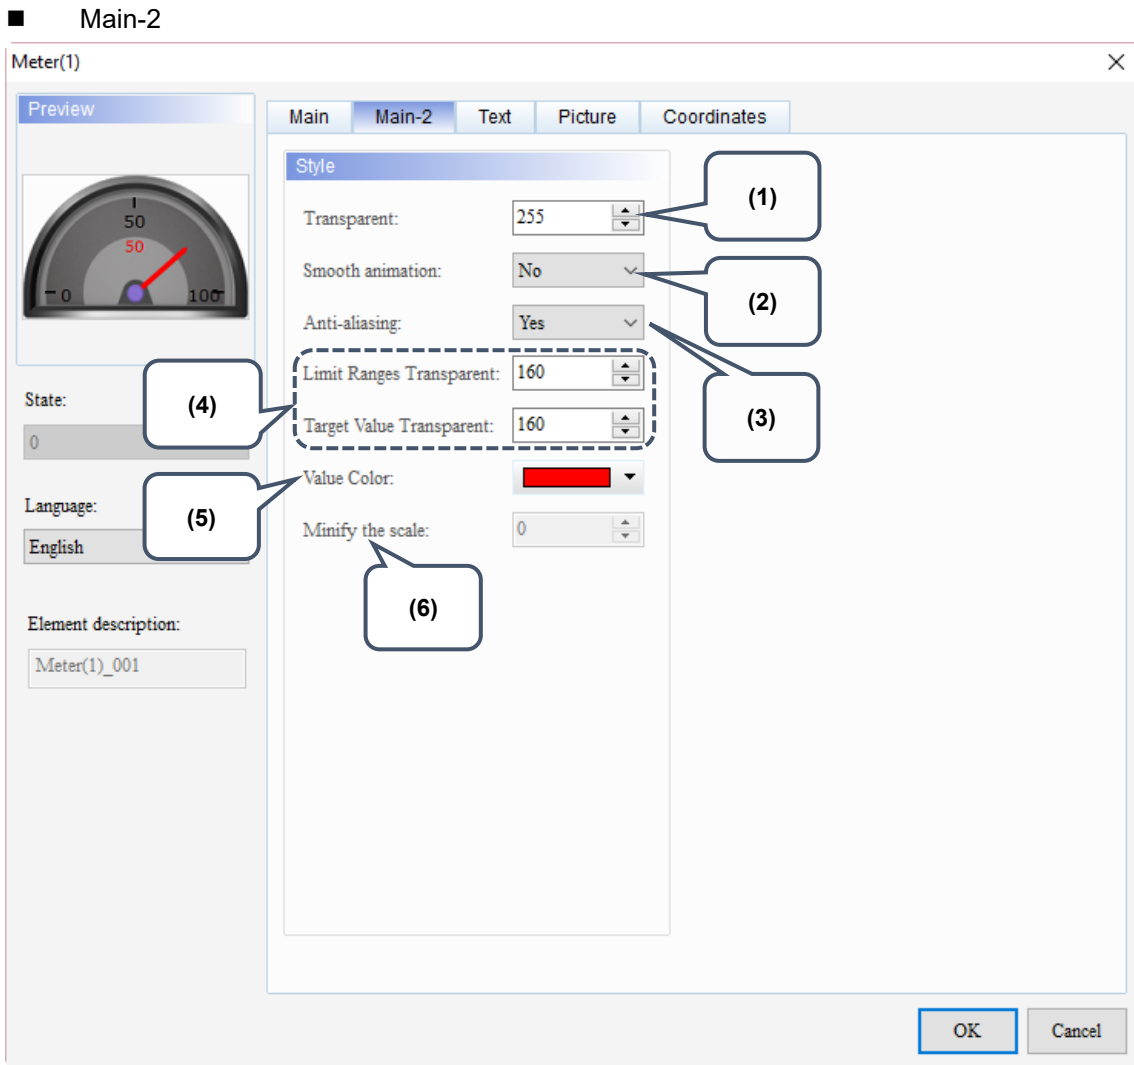 ■ Main-2
Meter(1)
Preview
Main Main-2 Text Picture Coordinates
50
50
0 100
Style
Transparent: 255
(1)
Smooth animation: No
(2)
Anti-aliasing: Yes
(3)
Limit Ranges Transparent: 160
Target Value Transparent: 160
(4)
Value Color:
(5)
Minify the scale: 0
(6)
State:
0
Language:
English
Element description:
Meter(1)_001
OK Cancel